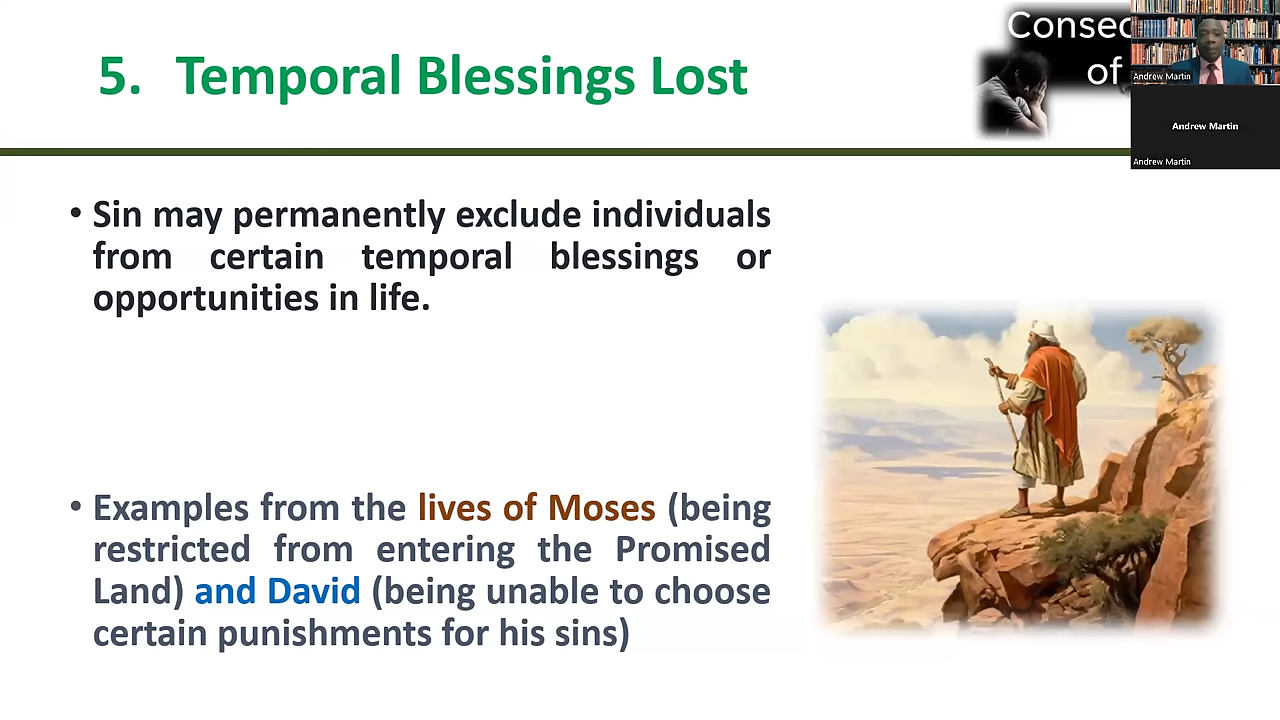 5. Temporal Blessings Lost
Consec
of
Andrew Martin
Andrew Martin
Andrew Martin
• Sin may permanently exclude individuals
from certain temporal blessings or
opportunities in life.
• Examples from the lives of Moses (being
restricted from entering the Promised
Land) and David (being unable to choose
certain punishments for his sins)